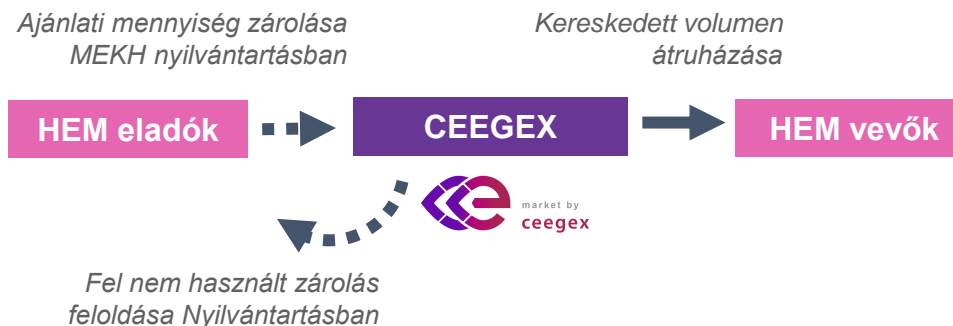 Ajánlati mennyiség zárolása
MEKH nyilvántartásban
Kereskedett volumen
átruházása
HEM eladók
CEEGEX
HEM vevők
market by
ceegex
Fel nem használt zárolás
feloldása Nyilvántartásban